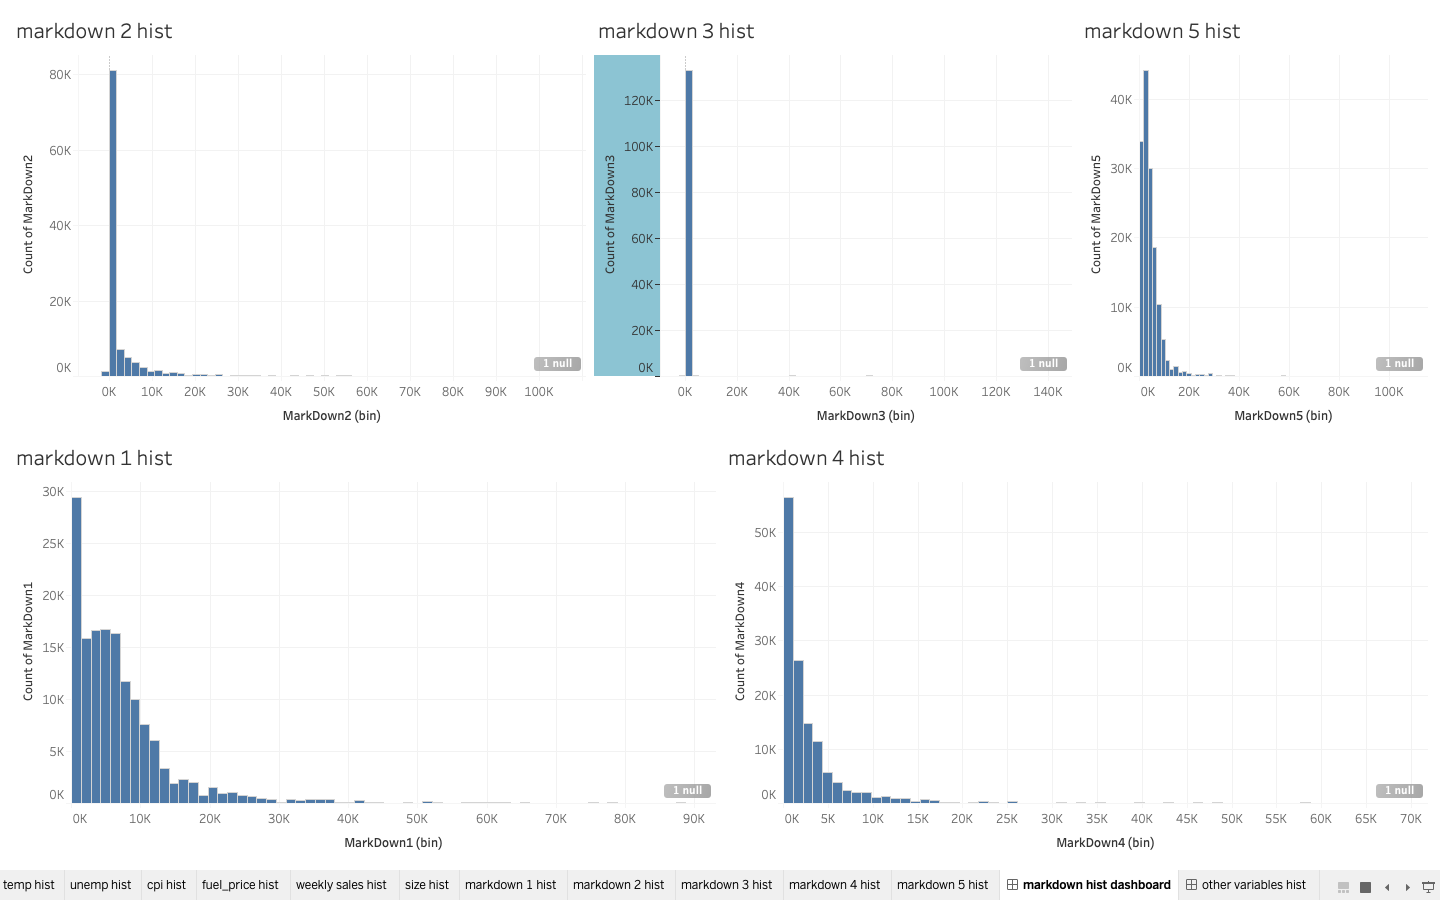 markdown 2 hist
80K
60K
40K
20K
0K
Count of MarkDown2
1 null
0K 10K 20K 30K 40K 50K 60K 70K 80K 90K 100K
MarkDown2 (bin)
markdown 3 hist
120K
100K
80K
60K
40K
20K
0K
Count of MarkDown3
1 null
0K 20K 40K 60K 80K 100K 120K 140K
MarkDown3 (bin)
markdown 5 hist
40K
30K
20K
10K
0K
Count of MarkDown5
1 null
0K 20K 40K 60K 80K 100K
MarkDown5 (bin)
markdown 1 hist
30K
25K
20K
15K
10K
5K
0K
Count of MarkDown1
1 null
0K 10K 20K 30K 40K 50K 60K 70K 80K 90K
MarkDown1 (bin)
markdown 4 hist
50K
40K
30K
20K
10K
0K
Count of MarkDown4
1 null
0K 5K 10K 15K 20K 25K 30K 35K 40K 45K 50K 55K 60K 65K 70K
MarkDown4 (bin)
temp hist unemp hist cpi hist fuel_price hist weekly sales hist size hist markdown 1 hist markdown 2 hist markdown 3 hist markdown 4 hist markdown 5 hist markdown hist dashboard other variables hist